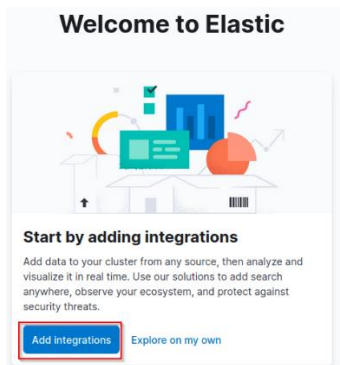 Welcome to Elastic
Start by adding integrations
Add data to your cluster from any source, then analyze and
visualize it in real time. Use our solutions to add search
anywhere, observe your ecosystem, and protect against
security threats.
Add integrations Explore on my own